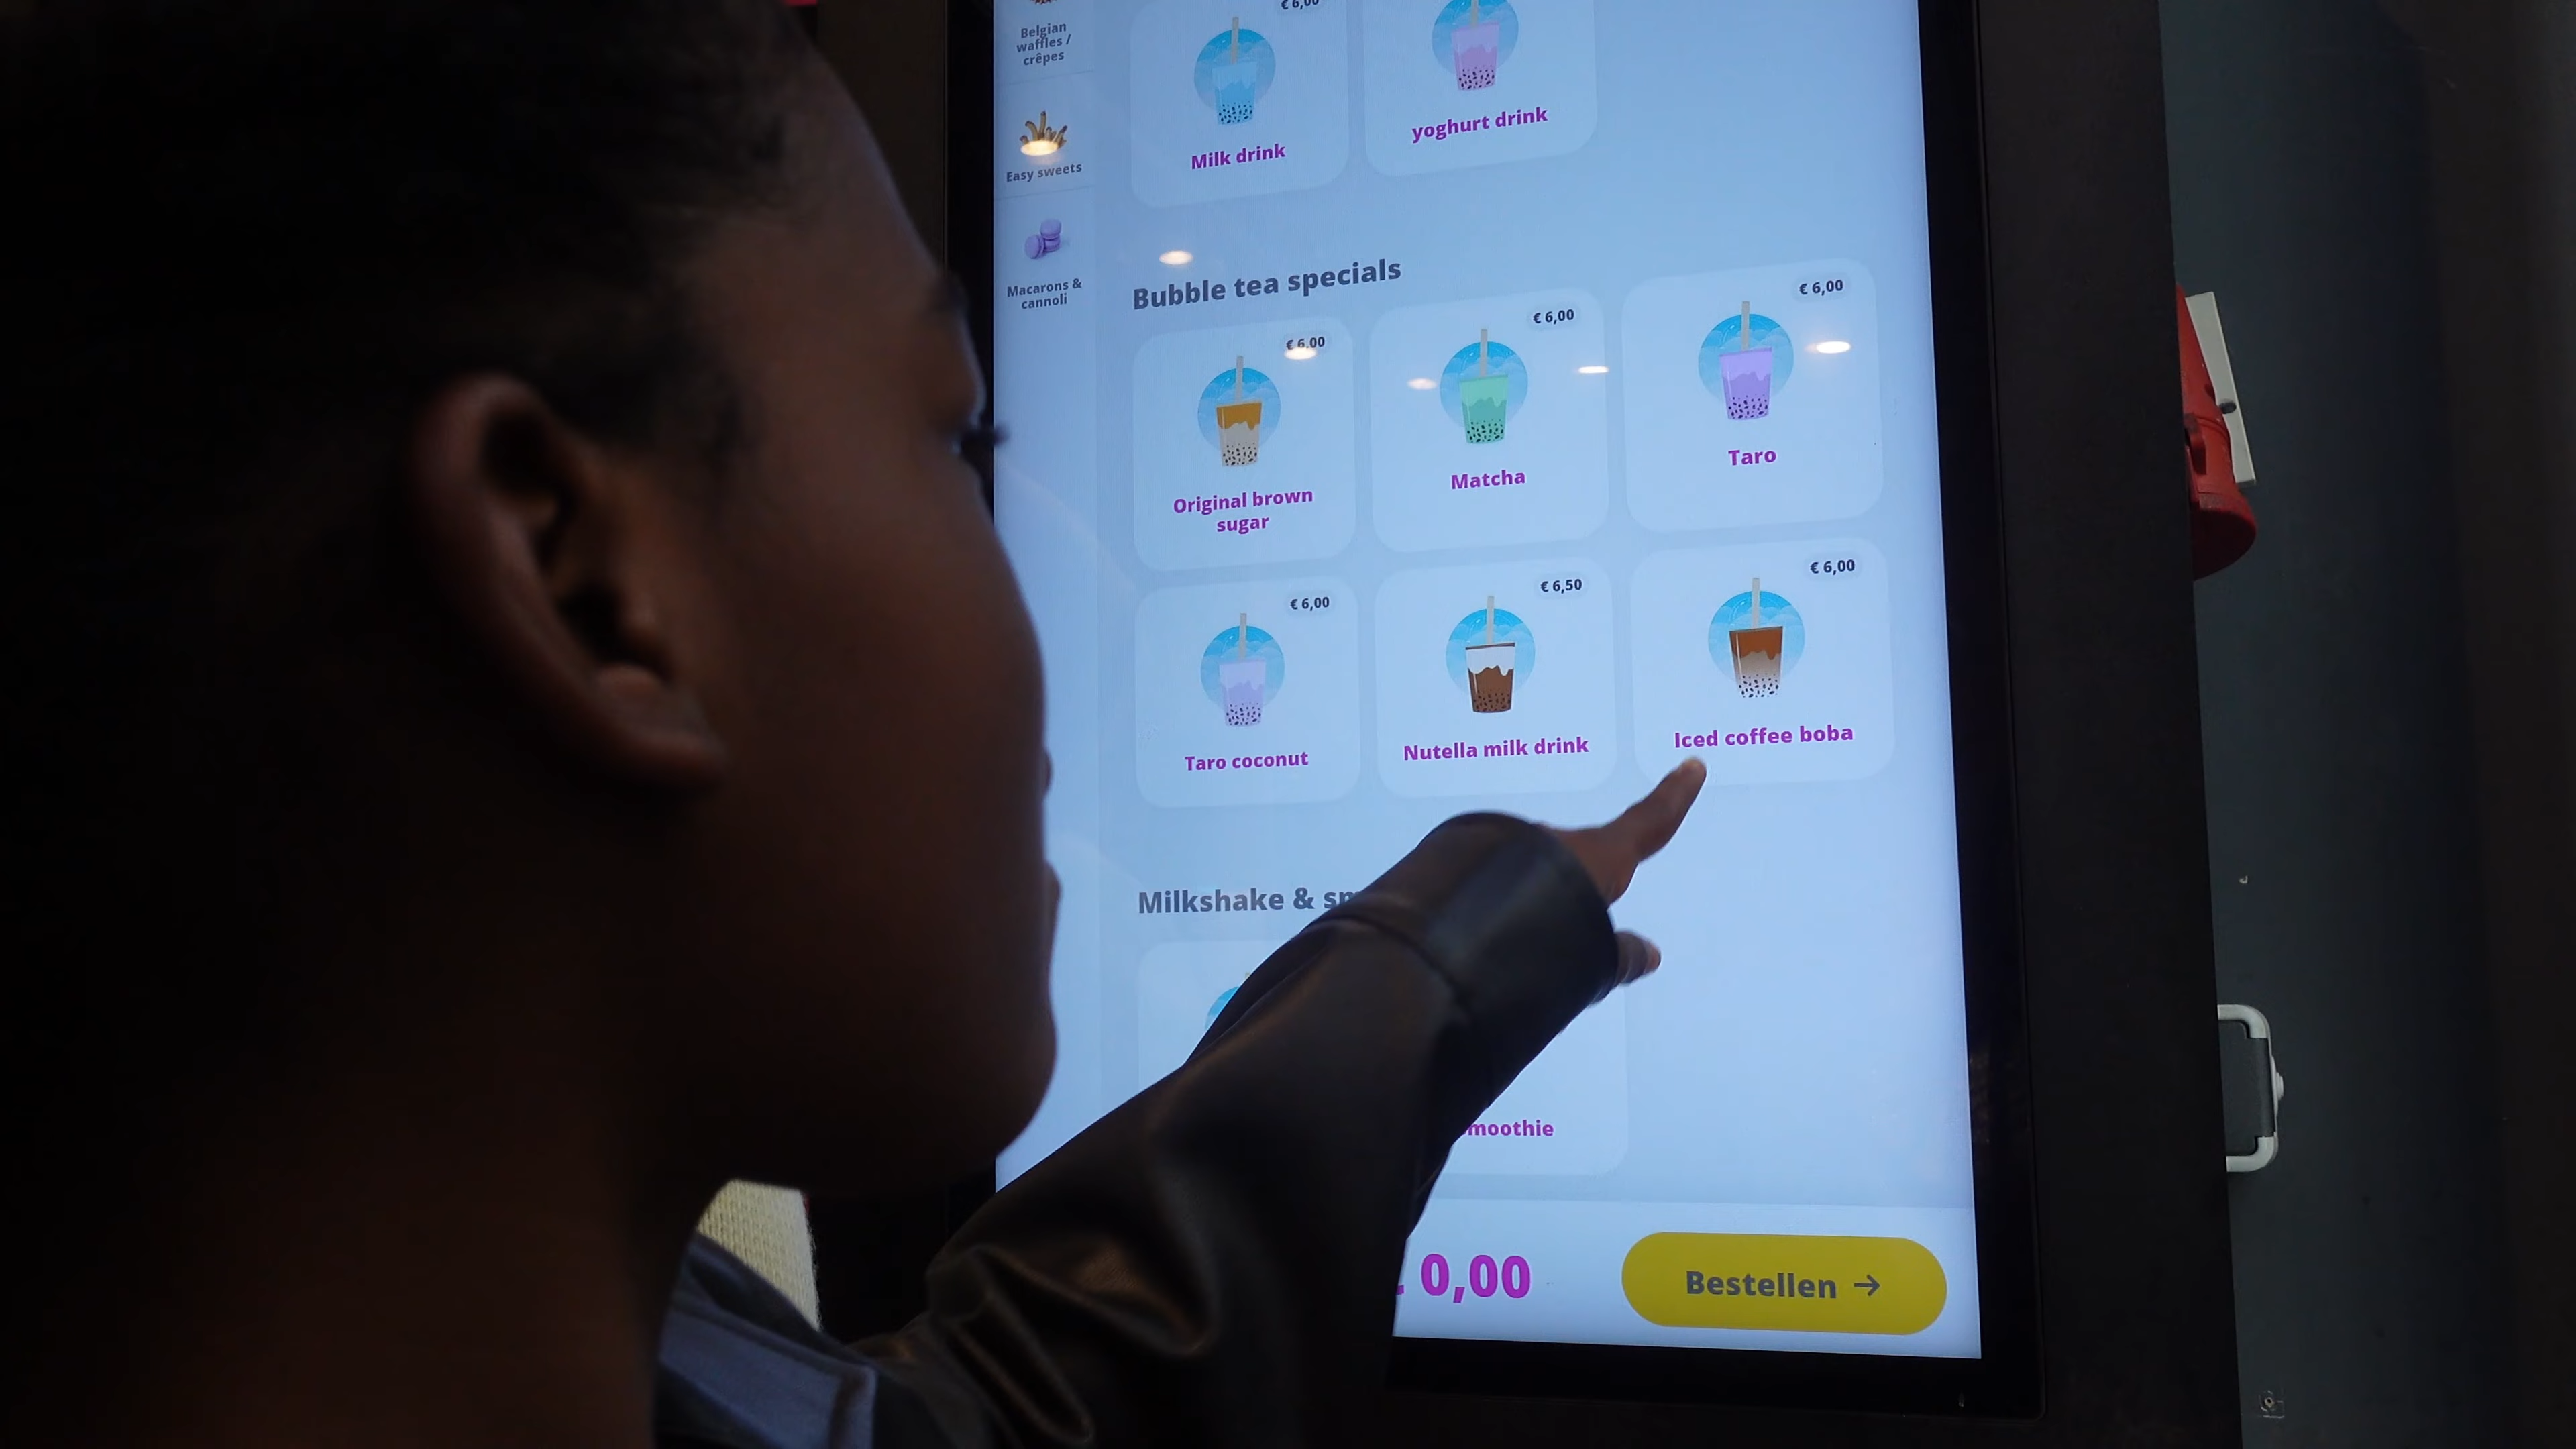 Belgian
waffles /
crêpes
Easy sweets
Macarons &
cannoli
€ 6,00
Milk drink
yoghurt drink
Bubble tea specials
€ 6,00
Original brown
sugar
€ 6,00
Matcha
€ 6,00
Taro
€ 6,00
Taro coconut
€ 6,50
Nutella milk drink
€ 6,00
Iced coffee boba
Milkshake &
0,00
Bestellen →